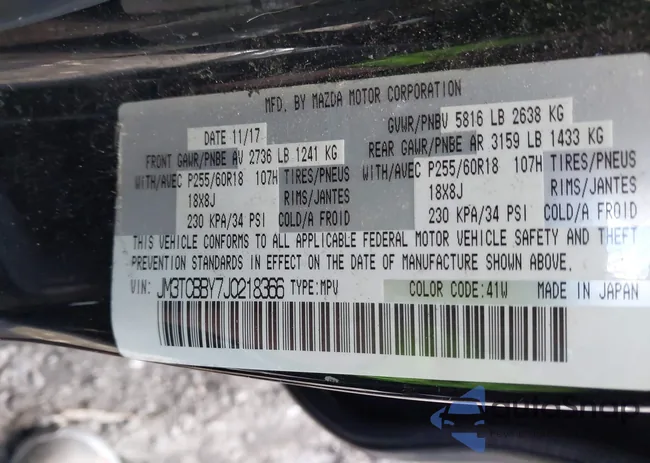 MFD. BY MAZDA MOTOR CORPORATION
DATE 11/17 GVWR/PNBV 5816 LB 2638 KG
FRONT GAWR/PNBE AV 2736 LB 1241 KG REAR GAWR/PNBE AR 3159 LB 1433 KG
WITH/AVEC P255/60R18 107H TIRES/PNEUS WITH/AVEC P255/60R18 107H TIRES/PNEUS
18X8J RIMS/JANTES 18X8J RIMS/JANTES
230 KPA/34 PSI COLD/A FROID 230 KPA/34 PSI COLD/A FROID
THIS VEHICLE CONFORMS TO ALL APPLICABLE FEDERAL MOTOR VEHICLE SAFETY AND THEFT
PREVENTION STANDARDS IN EFFECT ON THE DATE OF MANUFACTURE SHOWN ABOVE.
VIN: JM3TCBBY7J0218366 TYPE:MPV COLOR CODE:41W MADE IN JAPAN